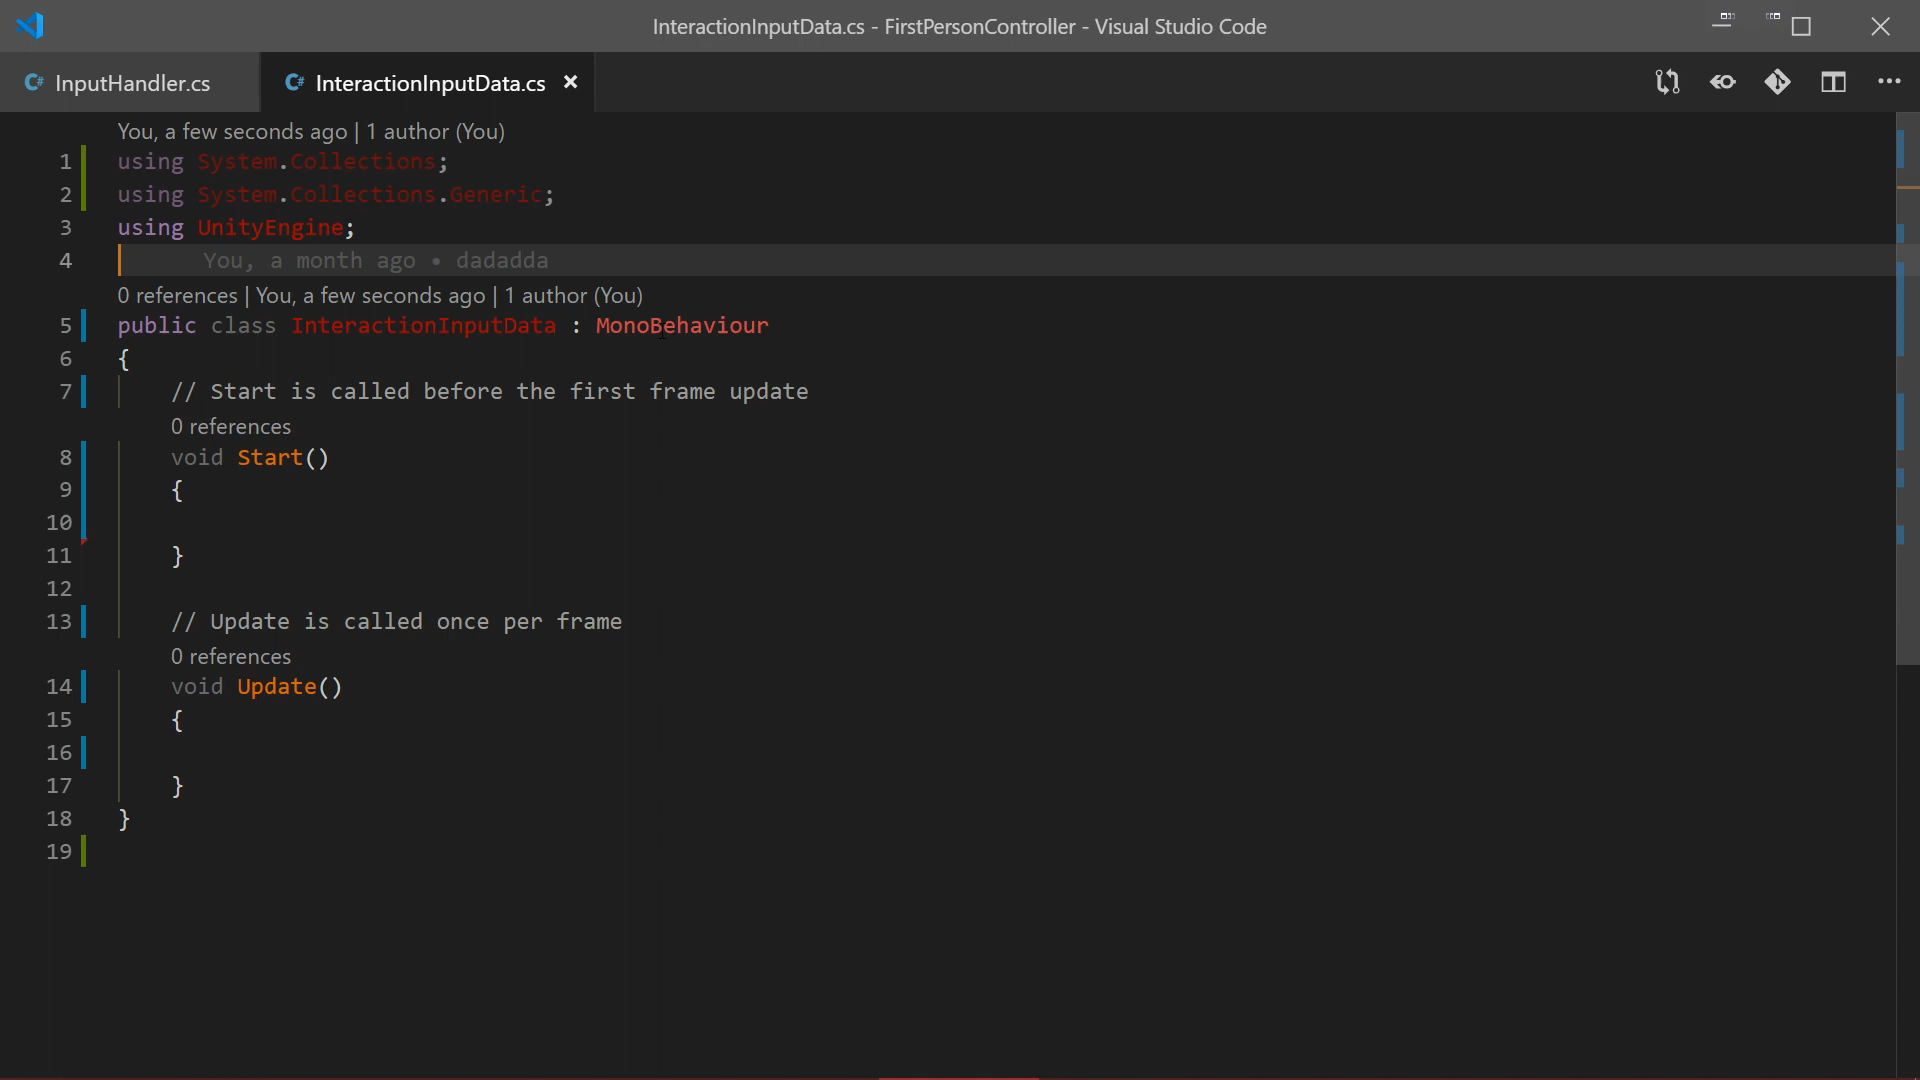 InteractionInputData.cs - FirstPersonController - Visual Studio Code
C# InputHandler.cs
C# InteractionInputData.cs ×
You, a few seconds ago | 1 author (You)
1 using System.Collections;
2 using System.Collections.Generic;
3 using UnityEngine;
4 You, a month ago • dadadda
0 references | You, a few seconds ago | 1 author (You)
5 public class InteractionInputData : MonoBehaviour
6 {
7 // Start is called before the first frame update
0 references
8 void Start()
9 {
10
11 }
12
13 // Update is called once per frame
0 references
14 void Update()
15 {
16
17 }
18 }
19